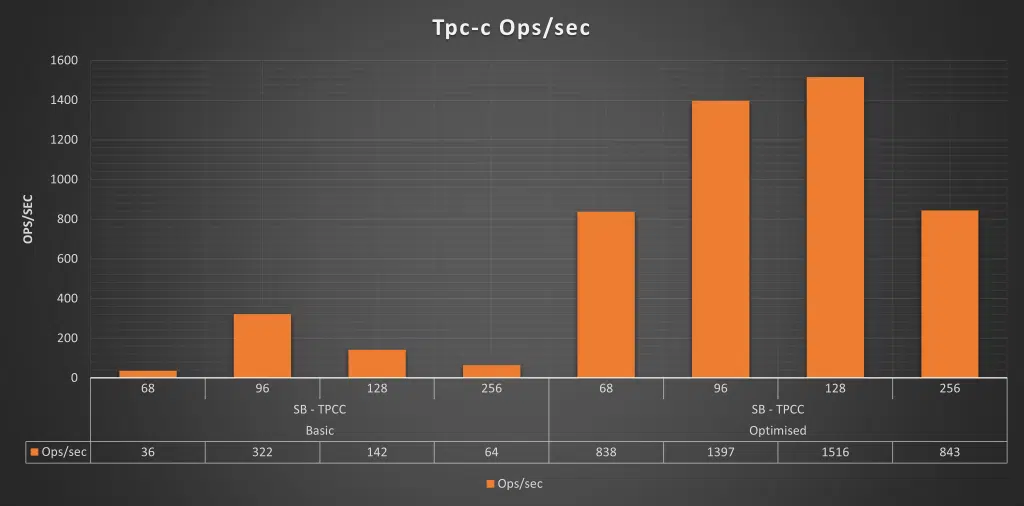 Tpc-c Ops/sec
1600
1400
1200
1000
800
600
400
200
0
OPS/SEC
68 96 128 256 68 96 128 256
SB - TPCC SB - TPCC
Basic Optimised
Ops/sec 36 322 142 64 838 1397 1516 843
Ops/sec